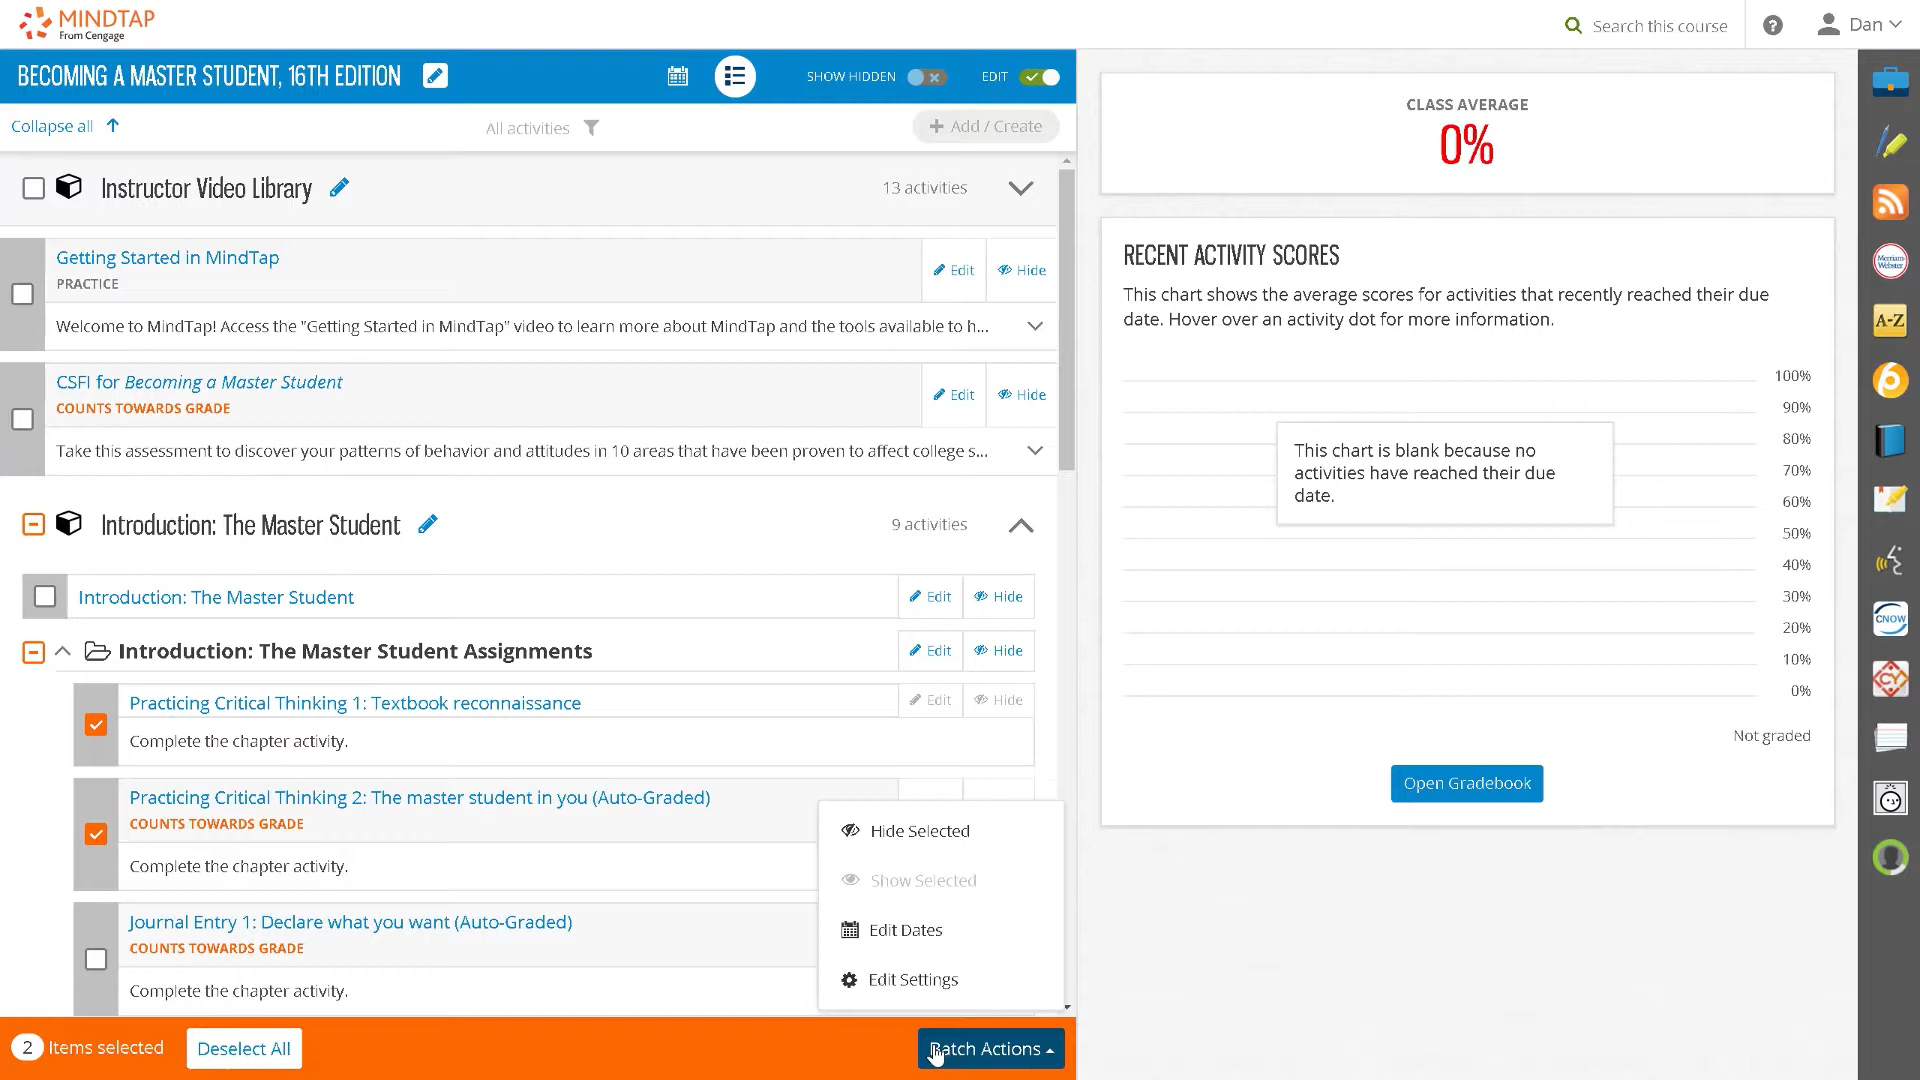 MINDTAP
From Cengage
Search this course
Dan
BECOMING A MASTER STUDENT, 16TH EDITION
SHOW HIDDEN
EDIT
Collapse all
All activities
+ Add / Create
Instructor Video Library
13 activities
Getting Started in MindTap
PRACTICE
Edit
Hide
Welcome to MindTap! Access the "Getting Started in MindTap" video to learn more about MindTap and the tools available to h...
CSFI for Becoming a Master Student
COUNTS TOWARDS GRADE
Edit
Hide
Take this assessment to discover your patterns of behavior and attitudes in 10 areas that have been proven to affect college s...
Introduction: The Master Student
9 activities
Introduction: The Master Student
Edit
Hide
Introduction: The Master Student Assignments
Edit
Hide
Practicing Critical Thinking 1: Textbook reconnaissance
Edit
Hide
Complete the chapter activity.
Practicing Critical Thinking 2: The master student in you (Auto-Graded)
COUNTS TOWARDS GRADE
Complete the chapter activity.
Journal Entry 1: Declare what you want (Auto-Graded)
COUNTS TOWARDS GRADE
Complete the chapter activity.
Hide Selected
Show Selected
Edit Dates
Edit Settings
2 Items selected
Deselect All
Batch Actions
CLASS AVERAGE
0%
RECENT ACTIVITY SCORES
This chart shows the average scores for activities that recently reached their due
date. Hover over an activity dot for more information.
100%
90%
80%
70%
60%
50%
40%
30%
20%
10%
0%
This chart is blank because no
activities have reached their due
date.
Not graded
Open Gradebook
Merriam-
Webster
A-Z
CNOW
CY